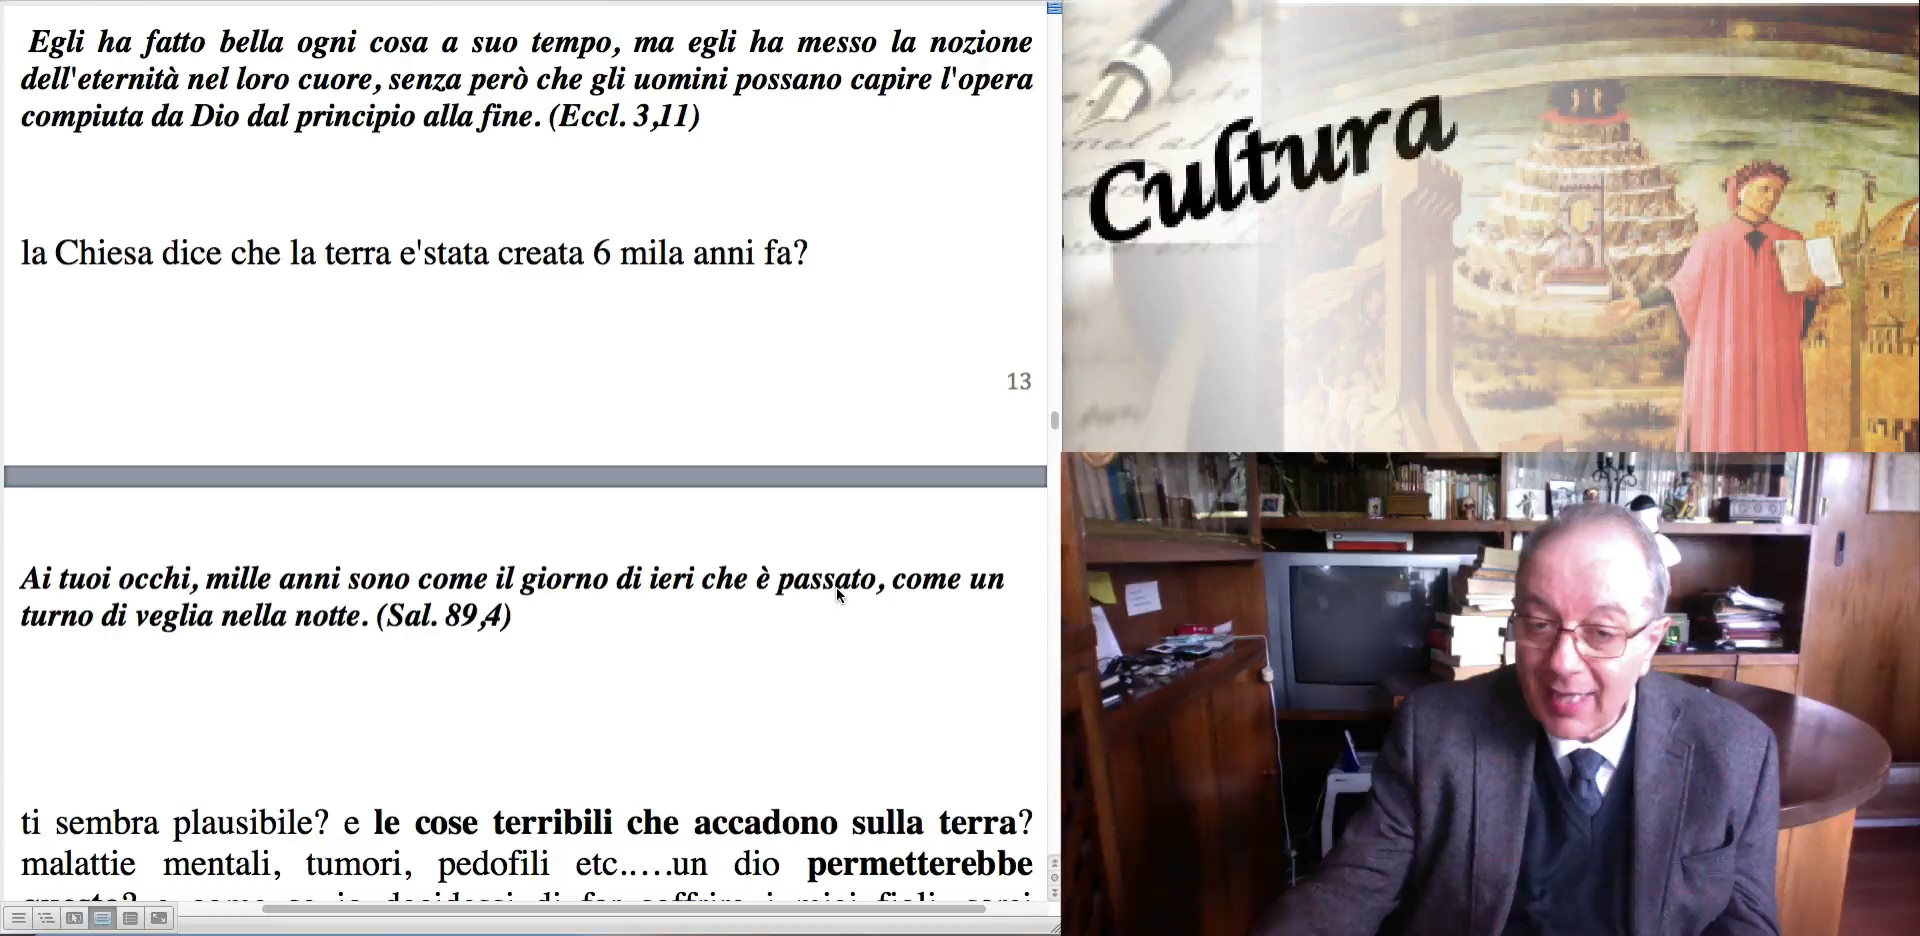 Egli ha fatto bella ogni cosa a suo tempo, ma egli ha messo la nozione
dell'eternità nel loro cuore, senza però che gli uomini possano capire l'opera
compiuta da Dio dal principio alla fine. (Eccl. 3,11)
la Chiesa dice che la terra e'stata creata 6 mila anni fa?
13
Ai tuoi occhi, mille anni sono come il giorno di ieri che è passato, come un
turno di veglia nella notte. (Sal. 89,4)
ti sembra plausibile? e le cose terribili che accadono sulla terra?
malattie mentali, tumori, pedofili etc.….un dio permetterebbe
Cultura